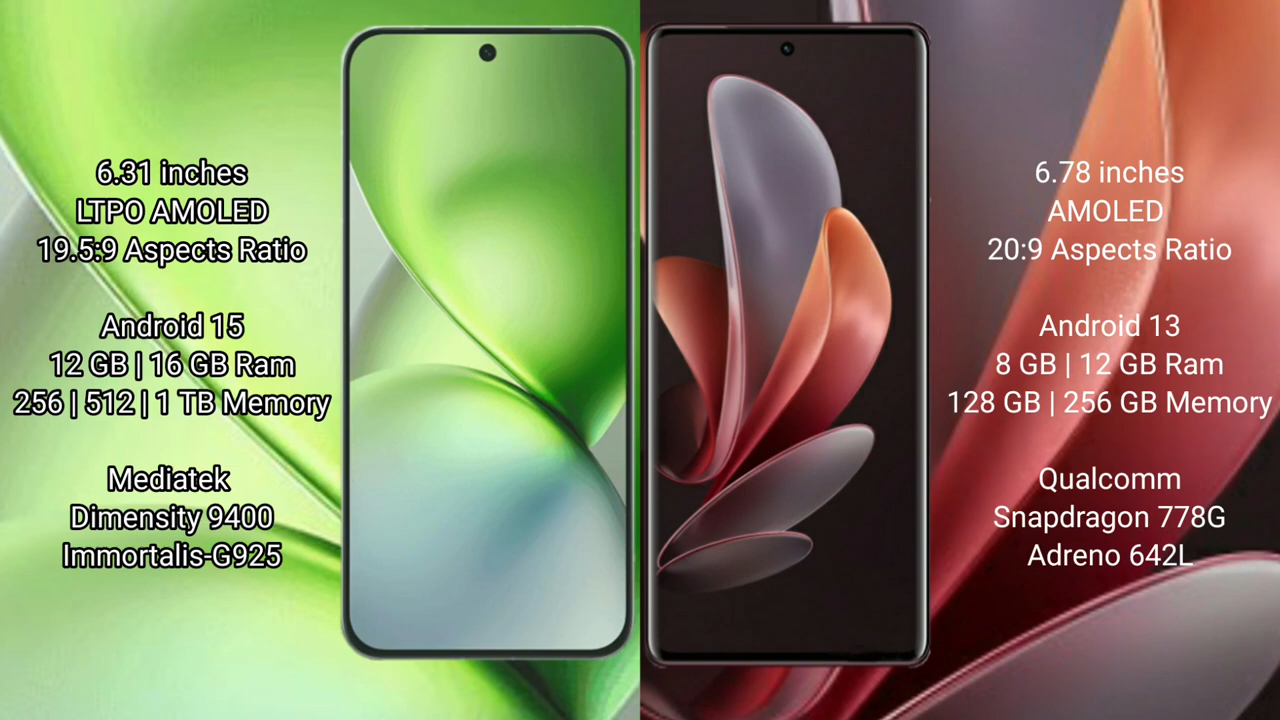 6.31 inches
LTPO AMOLED
19.5:9 Aspects Ratio
Android 15
12 GB | 16 GB Ram
256 | 512 | 1 TB Memory
Mediatek
Dimensity 9400
Immortalis-G925
6.78 inches
AMOLED
20:9 Aspects Ratio
Android 13
8 GB | 12 GB Ram
128 GB | 256 GB Memory
Qualcomm
Snapdragon 778G
Adreno 642L